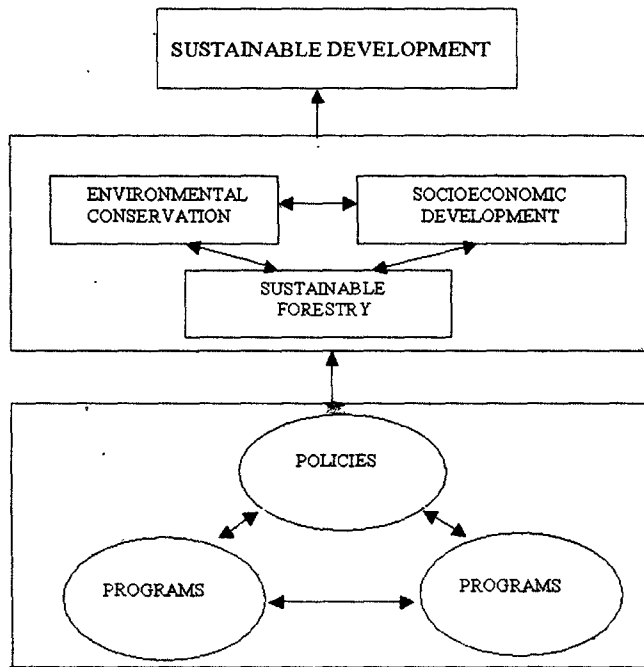 SUSTAINABLE DEVELOPMENT
ENVIRONMENTAL
CONSERVATION
SOCIOECONOMIC
DEVELOPMENT
SUSTAINABLE
FORESTRY
POLICIES
PROGRAMS
PROGRAMS